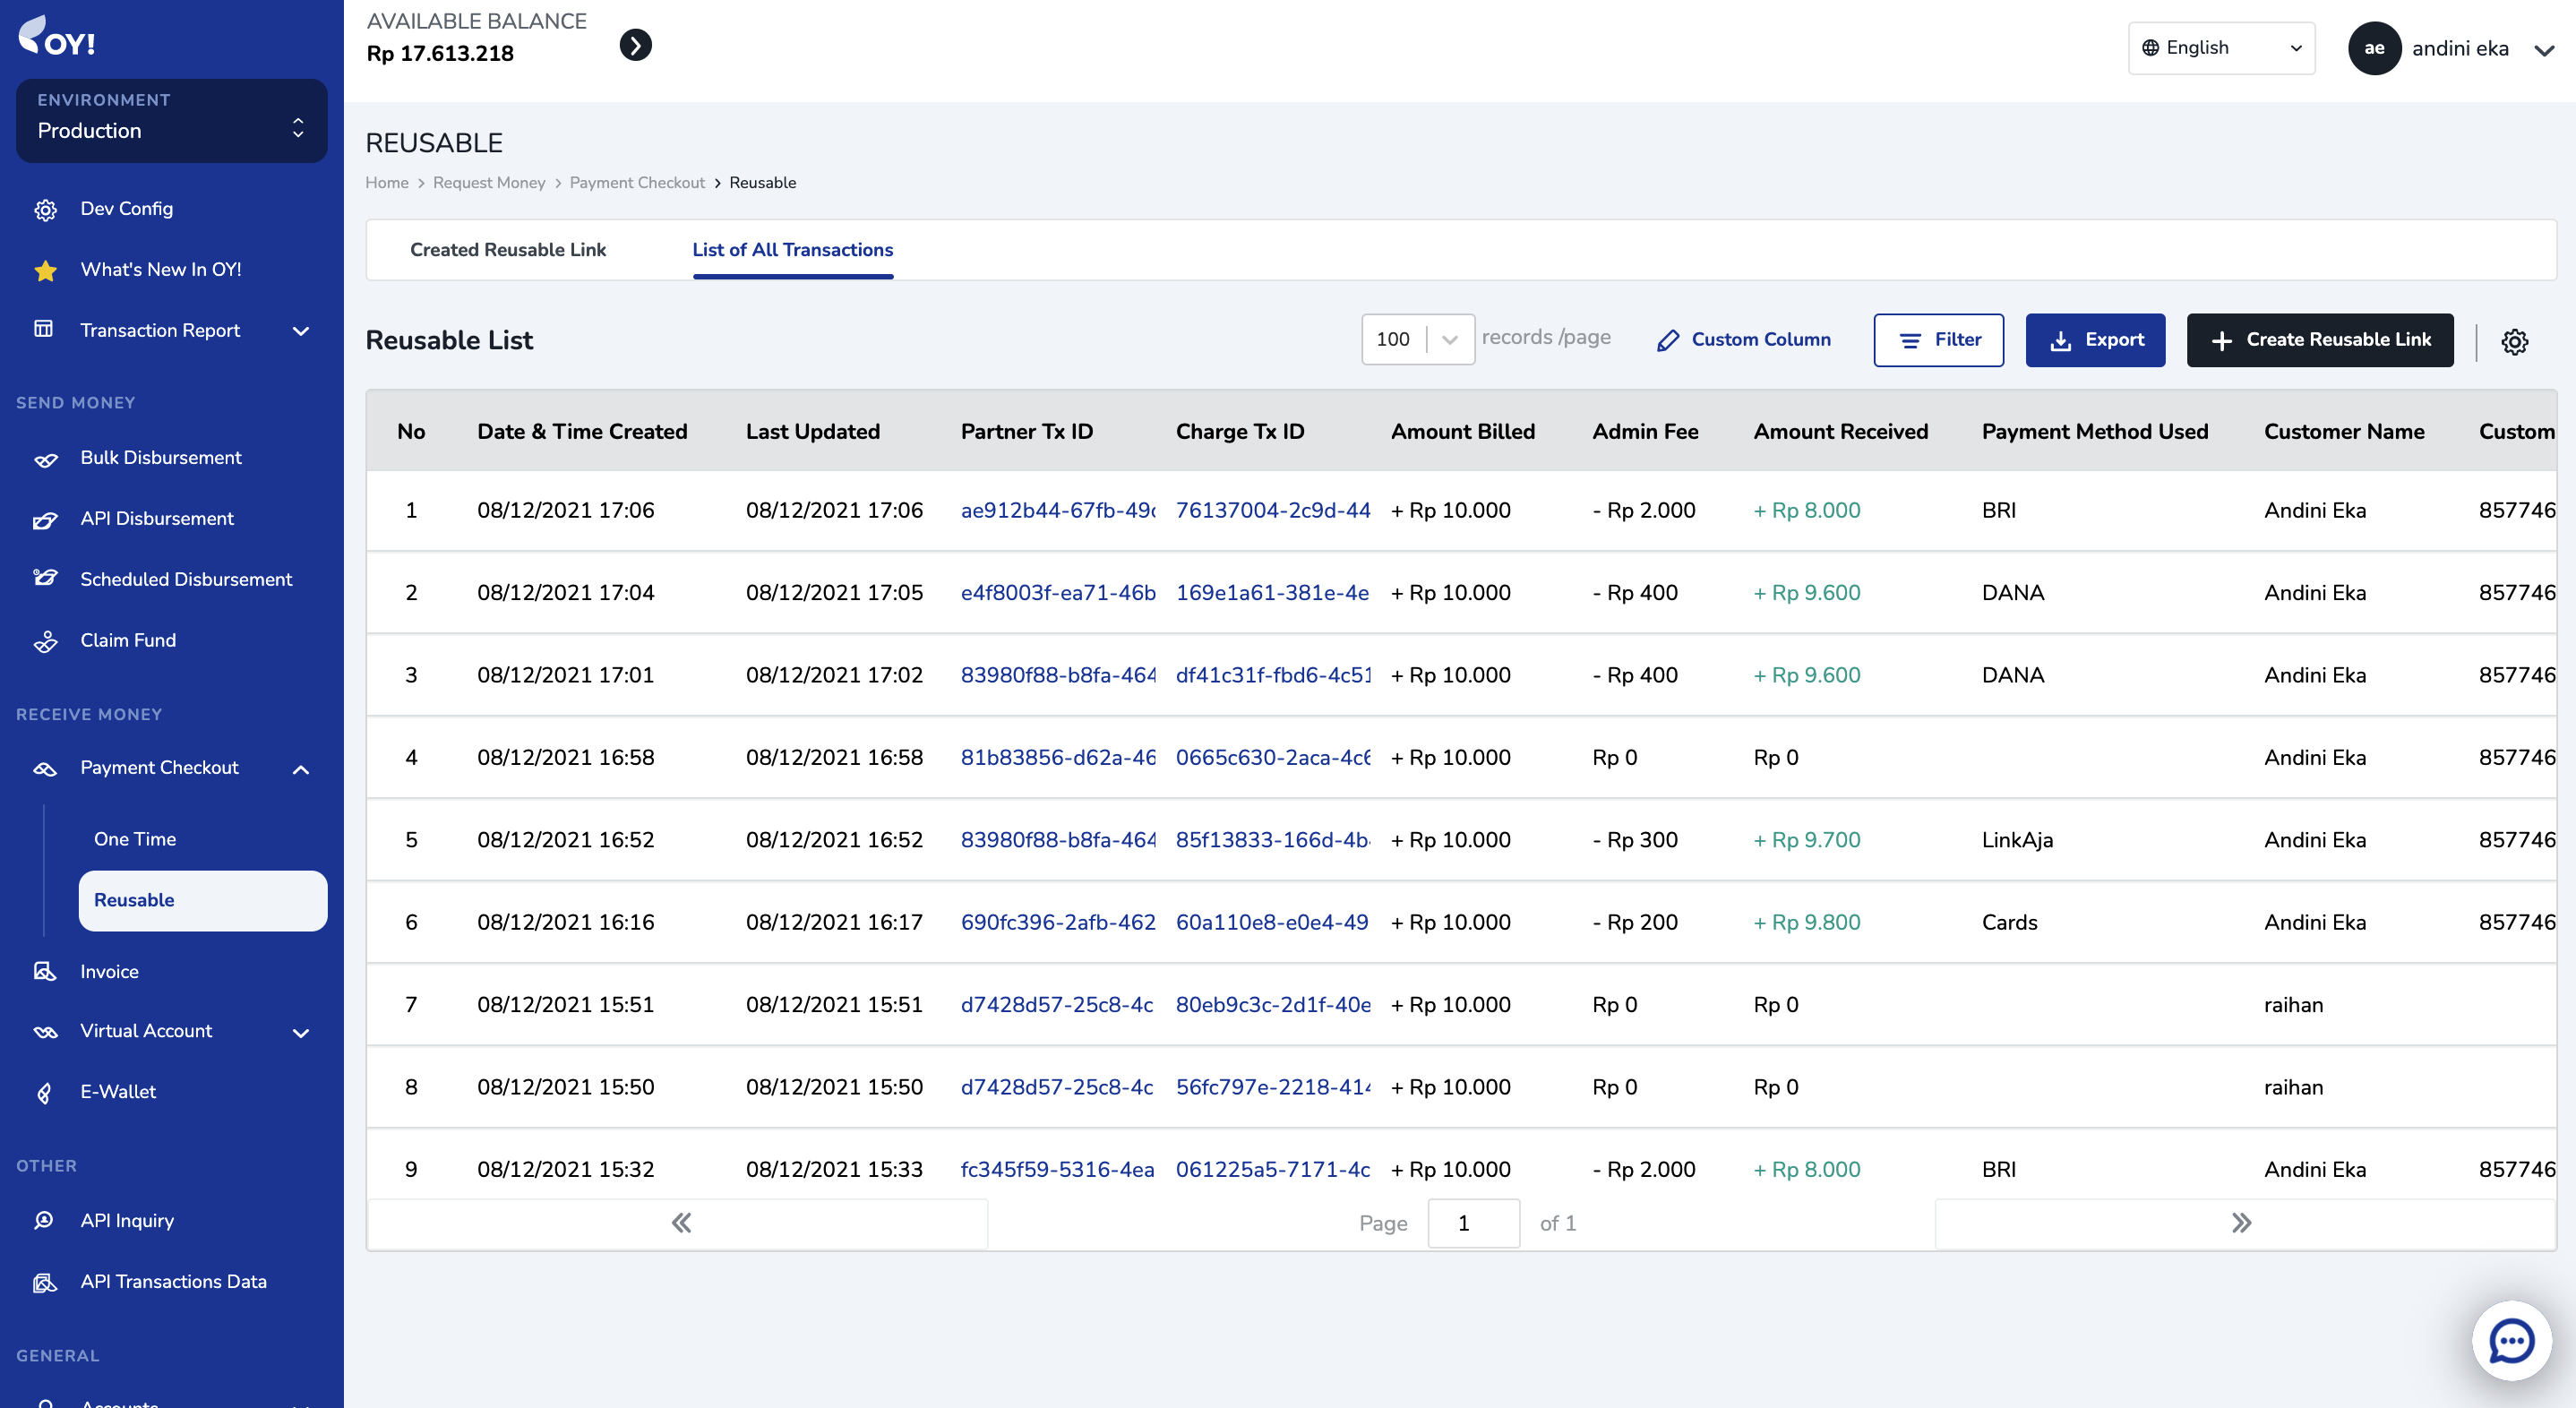 OY!
ENVIRONMENT
Production
Dev Config
What's New In OY!
Transaction Report
SEND MONEY
Bulk Disbursement
API Disbursement
Scheduled Disbursement
Claim Fund
RECEIVE MONEY
Payment Checkout
One Time
Reusable
Invoice
Virtual Account
E-Wallet
OTHER
API Inquiry
API Transactions Data
GENERAL
Accounts
AVAILABLE BALANCE
Rp 17.613.218
English
ae andini eka
REUSABLE
Home > Request Money > Payment Checkout > Reusable
Created Reusable Link List of All Transactions
Reusable List 100 records /page Custom Column Filter Export + Create Reusable Link
No Date & Time Created Last Updated Partner Tx ID Charge Tx ID Amount Billed Admin Fee Amount Received Payment Method Used Customer Name Custom
1 08/12/2021 17:06 08/12/2021 17:06 ae912b44-67fb-49c 76137004-2c9d-44 + Rp 10.000 - Rp 2.000 + Rp 8.000 BRI Andini Eka 857746
2 08/12/2021 17:04 08/12/2021 17:05 e4f8003f-ea71-46b 169e1a61-381e-4e + Rp 10.000 - Rp 400 + Rp 9.600 DANA Andini Eka 857746
3 08/12/2021 17:01 08/12/2021 17:02 83980f88-b8fa-464 df41c31f-fbd6-4c51 + Rp 10.000 - Rp 400 + Rp 9.600 DANA Andini Eka 857746
4 08/12/2021 16:58 08/12/2021 16:58 81b83856-d62a-46 0665c630-2aca-4c6 + Rp 10.000 Rp 0 Rp 0 Andini Eka 857746
5 08/12/2021 16:52 08/12/2021 16:52 83980f88-b8fa-464 85f13833-166d-4b + Rp 10.000 - Rp 300 + Rp 9.700 LinkAja Andini Eka 857746
6 08/12/2021 16:16 08/12/2021 16:17 690fc396-2afb-462 60a110e8-e0e4-49 + Rp 10.000 - Rp 200 + Rp 9.800 Cards Andini Eka 857746
7 08/12/2021 15:51 08/12/2021 15:51 d7428d57-25c8-4c 80eb9c3c-2d1f-40e + Rp 10.000 Rp 0 Rp 0 raihan
8 08/12/2021 15:50 08/12/2021 15:50 d7428d57-25c8-4c 56fc797e-2218-414 + Rp 10.000 Rp 0 Rp 0 raihan
9 08/12/2021 15:32 08/12/2021 15:33 fc345f59-5316-4ea 061225a5-7171-4c + Rp 10.000 - Rp 2.000 + Rp 8.000 BRI Andini Eka 857746
Page 1 of 1